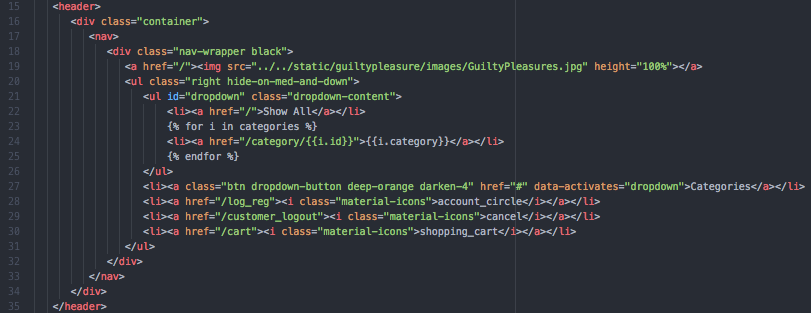 15 <header>
16 <div class="container">
17 <nav>
18 <div class="nav-wrapper black">
19 <a href="/"><img src="../../static/guiltypleasure/images/GuiltyPleasures.jpg" height="100%"></a>
20 <ul class="right hide-on-med-and-down">
21 <ul id="dropdown" class="dropdown-content">
22 <li><a href="/">Show All</a></li>
23 {% for i in categories %}
24 <li><a href="/category/{{i.id}}">{{i.category}}</a></li>
25 {% endfor %}
26 </ul>
27 <li><a class="btn dropdown-button deep-orange darken-4" href="#" data-activates="dropdown">Categories</a></li>
28 <li><a href="/log_reg"><i class="material-icons">account_circle</i></a></li>
29 <li><a href="/customer_logout"><i class="material-icons">cancel</i></a></li>
30 <li><a href="/cart"><i class="material-icons">shopping_cart</i></a></li>
31 </ul>
32 </div>
33 </nav>
34 </div>
35 </header>